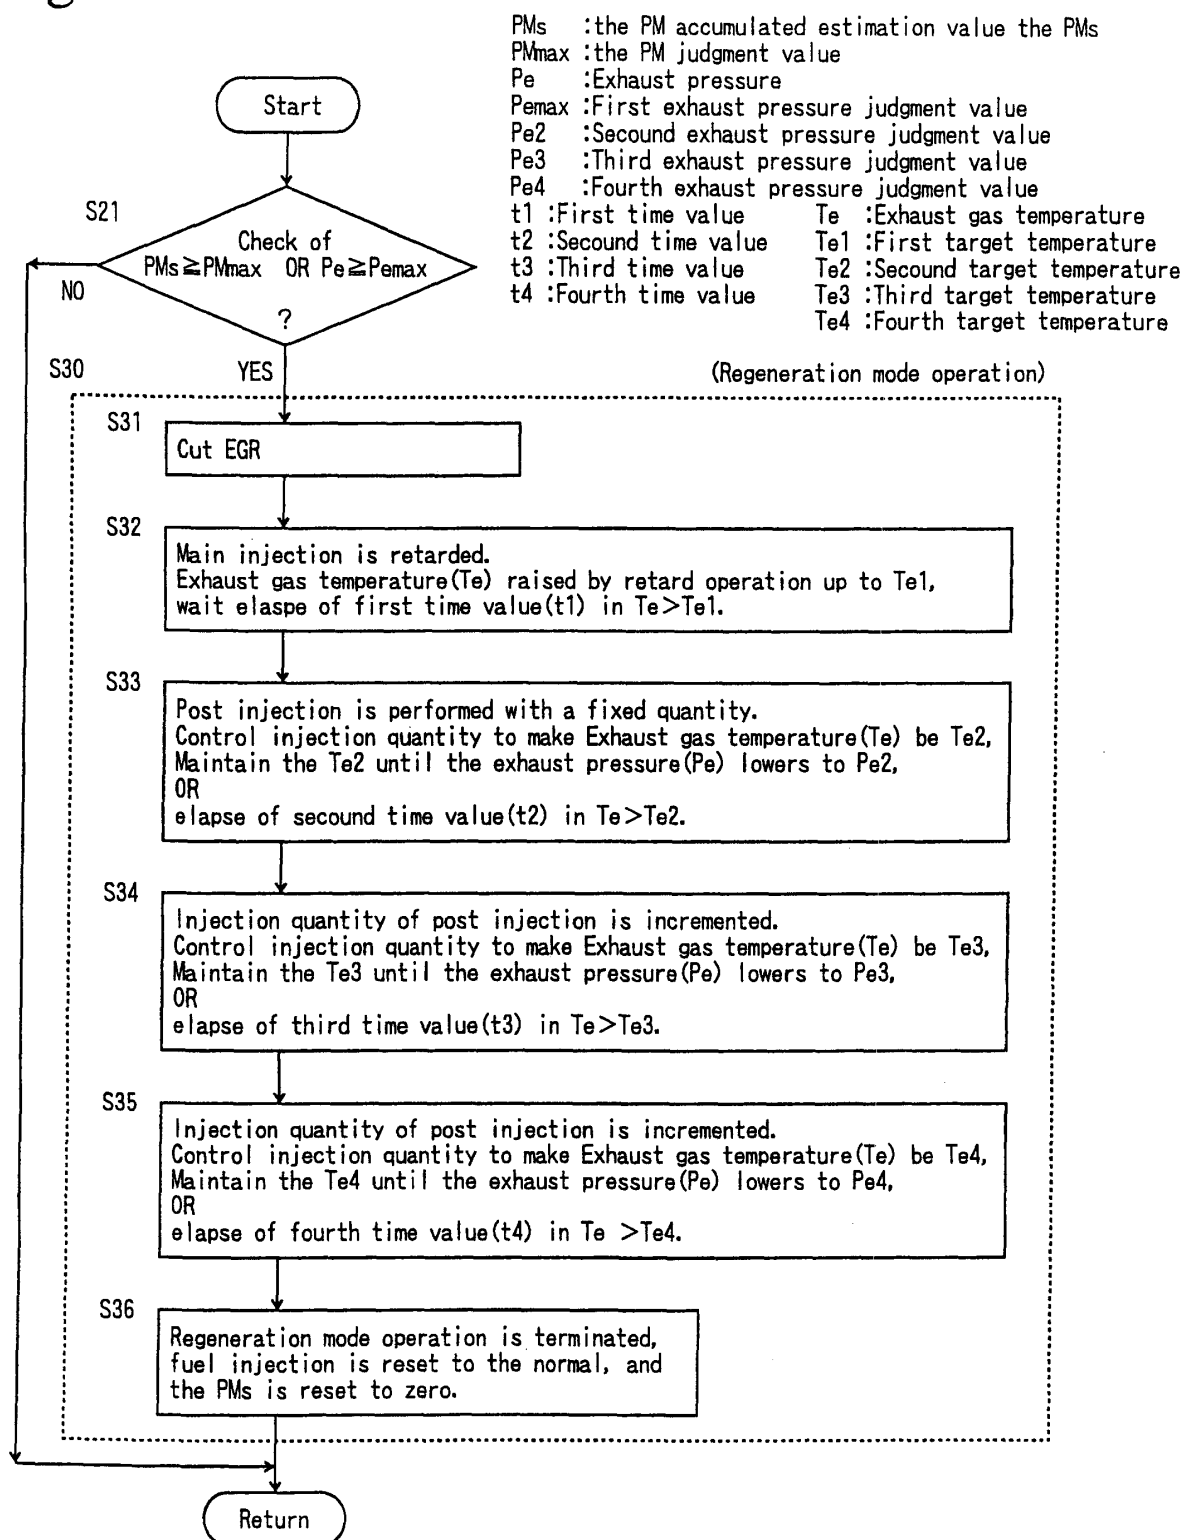 PMs :the PM accumulated estimation value the PMs
PMmax :the PM judgment value
Pe :Exhaust pressure
Pemax :First exhaust pressure judgment value
Pe2 :Second exhaust pressure judgment value
Pe3 :Third exhaust pressure judgment value
Pe4 :Fourth exhaust pressure judgment value
t1 :First time value Te :Exhaust gas temperature
t2 :Second time value Te1 :First target temperature
t3 :Third time value Te2 :Second target temperature
t4 :Fourth time value Te3 :Third target temperature
Te4 :Fourth target temperature
Start
S21
Check of
PMs≧PMmax OR Pe≧Pemax
?
NO
YES
S30
(Regeneration mode operation)
S31
Cut EGR
S32
Main injection is retarded.
Exhaust gas temperature(Te) raised by retard operation up to Te1,
wait elaspe of first time value(t1) in Te>Te1.
S33
Post injection is performed with a fixed quantity.
Control injection quantity to make Exhaust gas temperature(Te) be Te2,
Maintain the Te2 until the exhaust pressure(Pe) lowers to Pe2,
OR
elapse of second time value(t2) in Te>Te2.
S34
Injection quantity of post injection is incremented.
Control injection quantity to make Exhaust gas temperature(Te) be Te3,
Maintain the Te3 until the exhaust pressure(Pe) lowers to Pe3,
OR
elapse of third time value(t3) in Te>Te3.
S35
Injection quantity of post injection is incremented.
Control injection quantity to make Exhaust gas temperature(Te) be Te4,
Maintain the Te4 until the exhaust pressure(Pe) lowers to Pe4,
OR
elapse of fourth time value(t4) in Te >Te4.
S36
Regeneration mode operation is terminated,
fuel injection is reset to the normal, and
the PMs is reset to zero.
Return